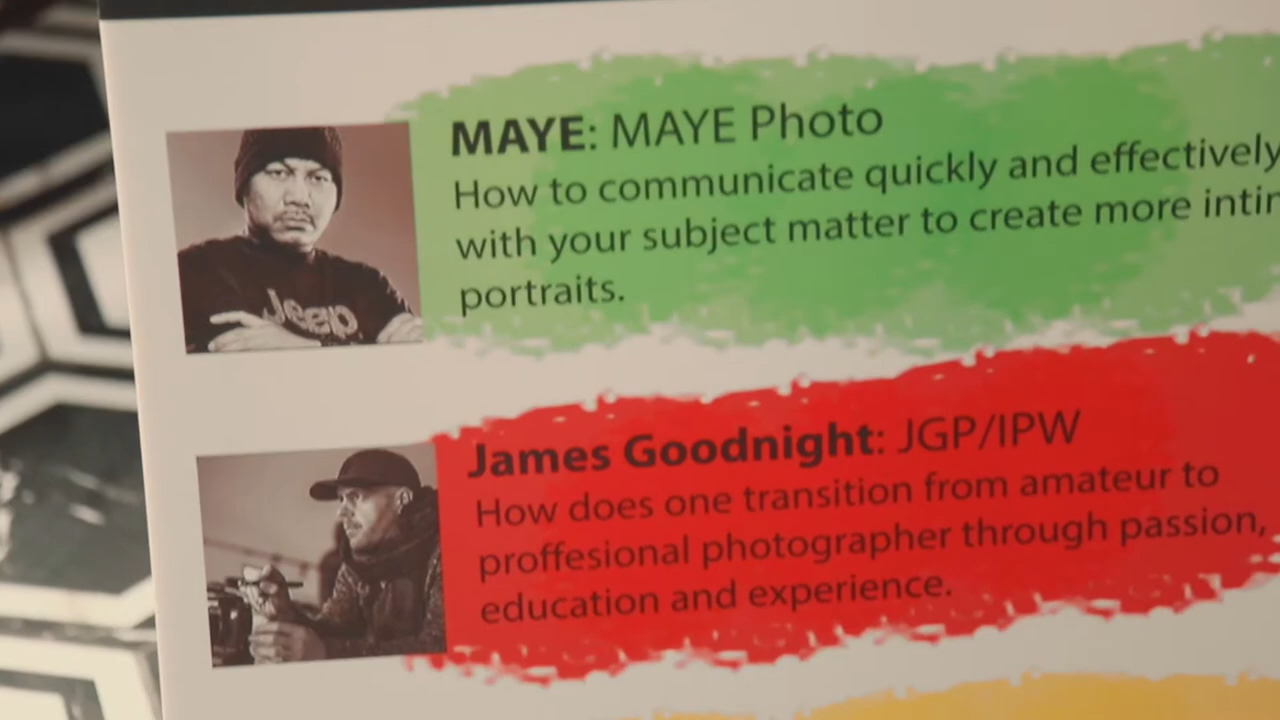 MAYE: MAYE Photo
How to communicate quickly and effectively
with your subject matter to create more
portraits.
Jeep
James Goodnight: JGP/IPW
How does one transition from amateur to
proffesional photographer through passion,
education and experience.